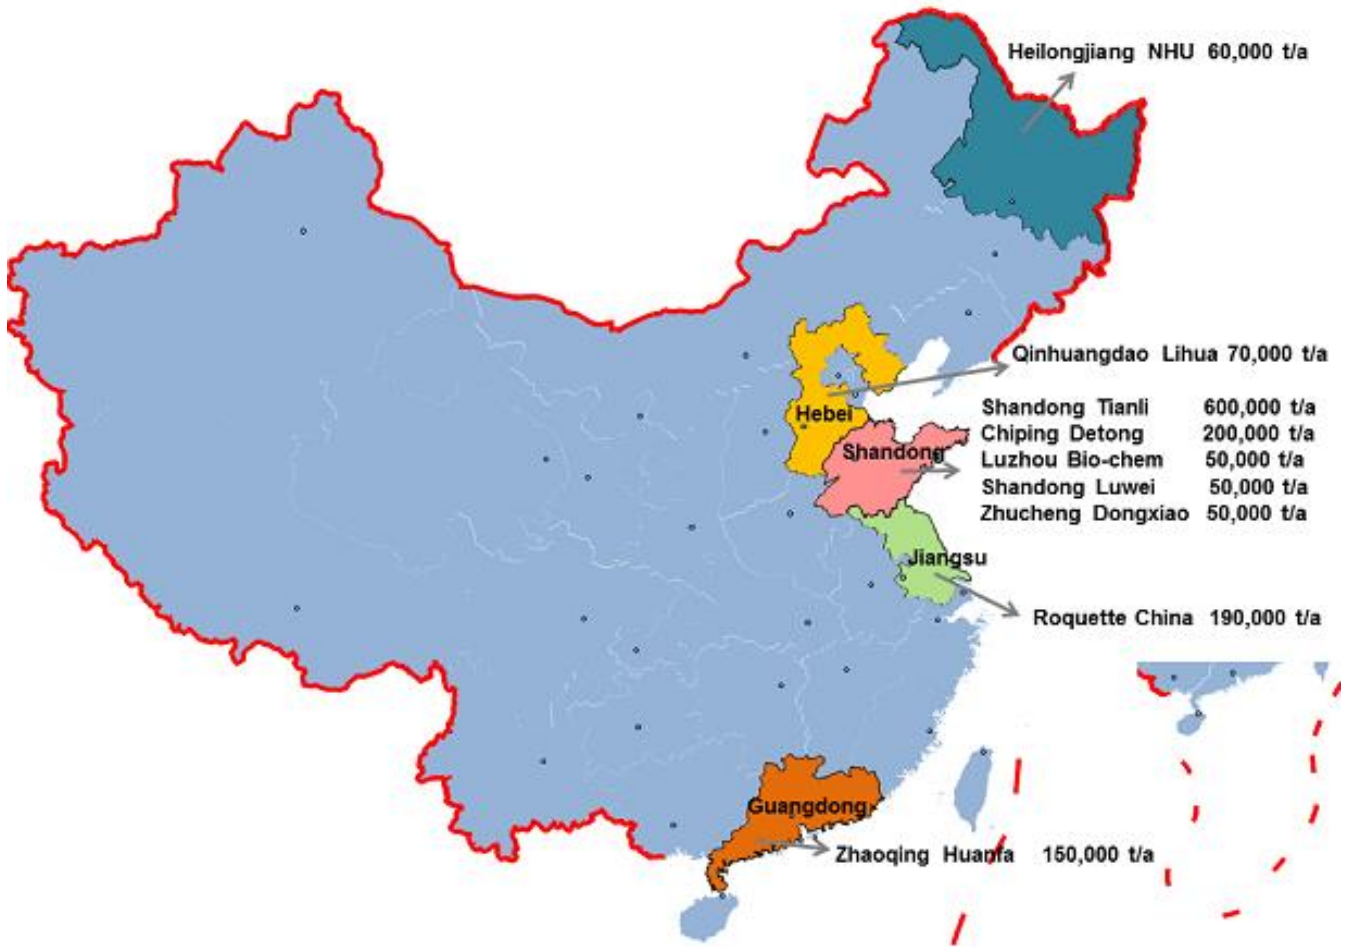 Heilongjiang NHU 60,000 t/a
Qinhuangdao Lihua 70,000 t/a
Hebei
Shandong Tianli 600,000 t/a
Chiping Detong 200,000 t/a
Shandong
Luzhou Bio-chem 50,000 t/a
Shandong Luwei 50,000 t/a
Zhucheng Dongxiao 50,000 t/a
Jiangsu
Roquette China 190,000 t/a
Guangdong
Zhaoqing Huanfa 150,000 t/a